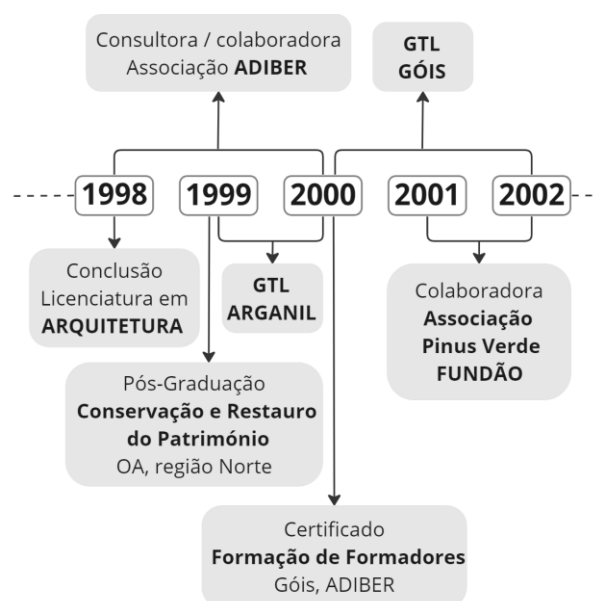 Consultora / colaboradora
Associação ADIBER
GTL
GÓIS
1998
1999
2000
2001
2002
Conclusão
Licenciatura em
ARQUITETURA
GTL
ARGANIL
Colaboradora
Associação
Pinus Verde
FUNDÃO
Pós-Graduação
Conservação e Restauro
do Património
OA, região Norte
Certificado
Formação de Formadores
Góis, ADIBER